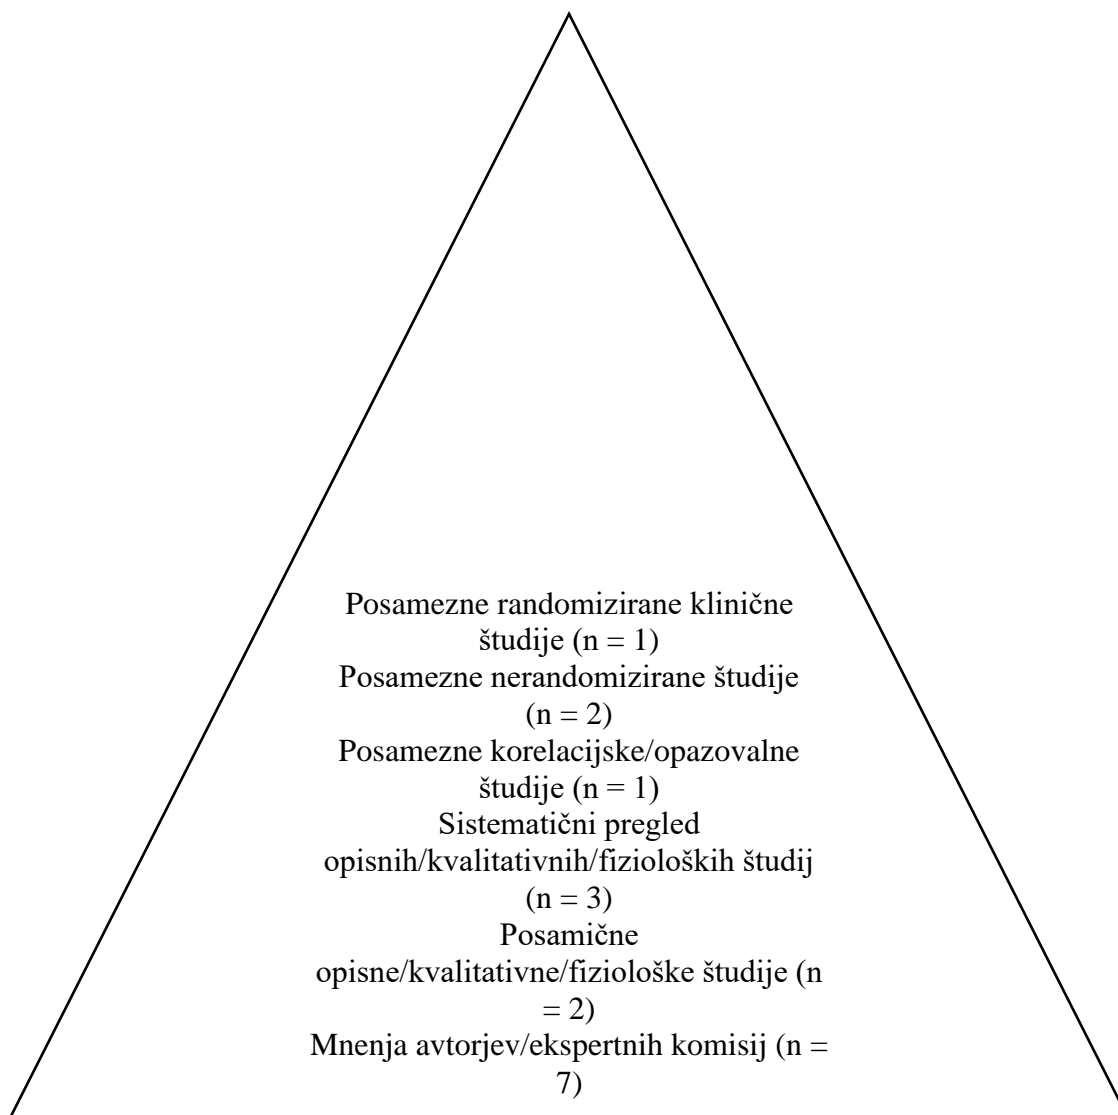 Posamezne randomizirane klinične
študije (n = 1)
Posamezne nerandomizirane študije
(n = 2)
Posamezne korelacijske/opazovalne
študije (n = 1)
Sistematični pregled
opisnih/kvalitativnih/fizioloških študij
(n = 3)
Posamične
opisne/kvalitativne/fiziološke študije (n
= 2)
Mnenja avtorjev/ekspertnih komisij (n =
7)